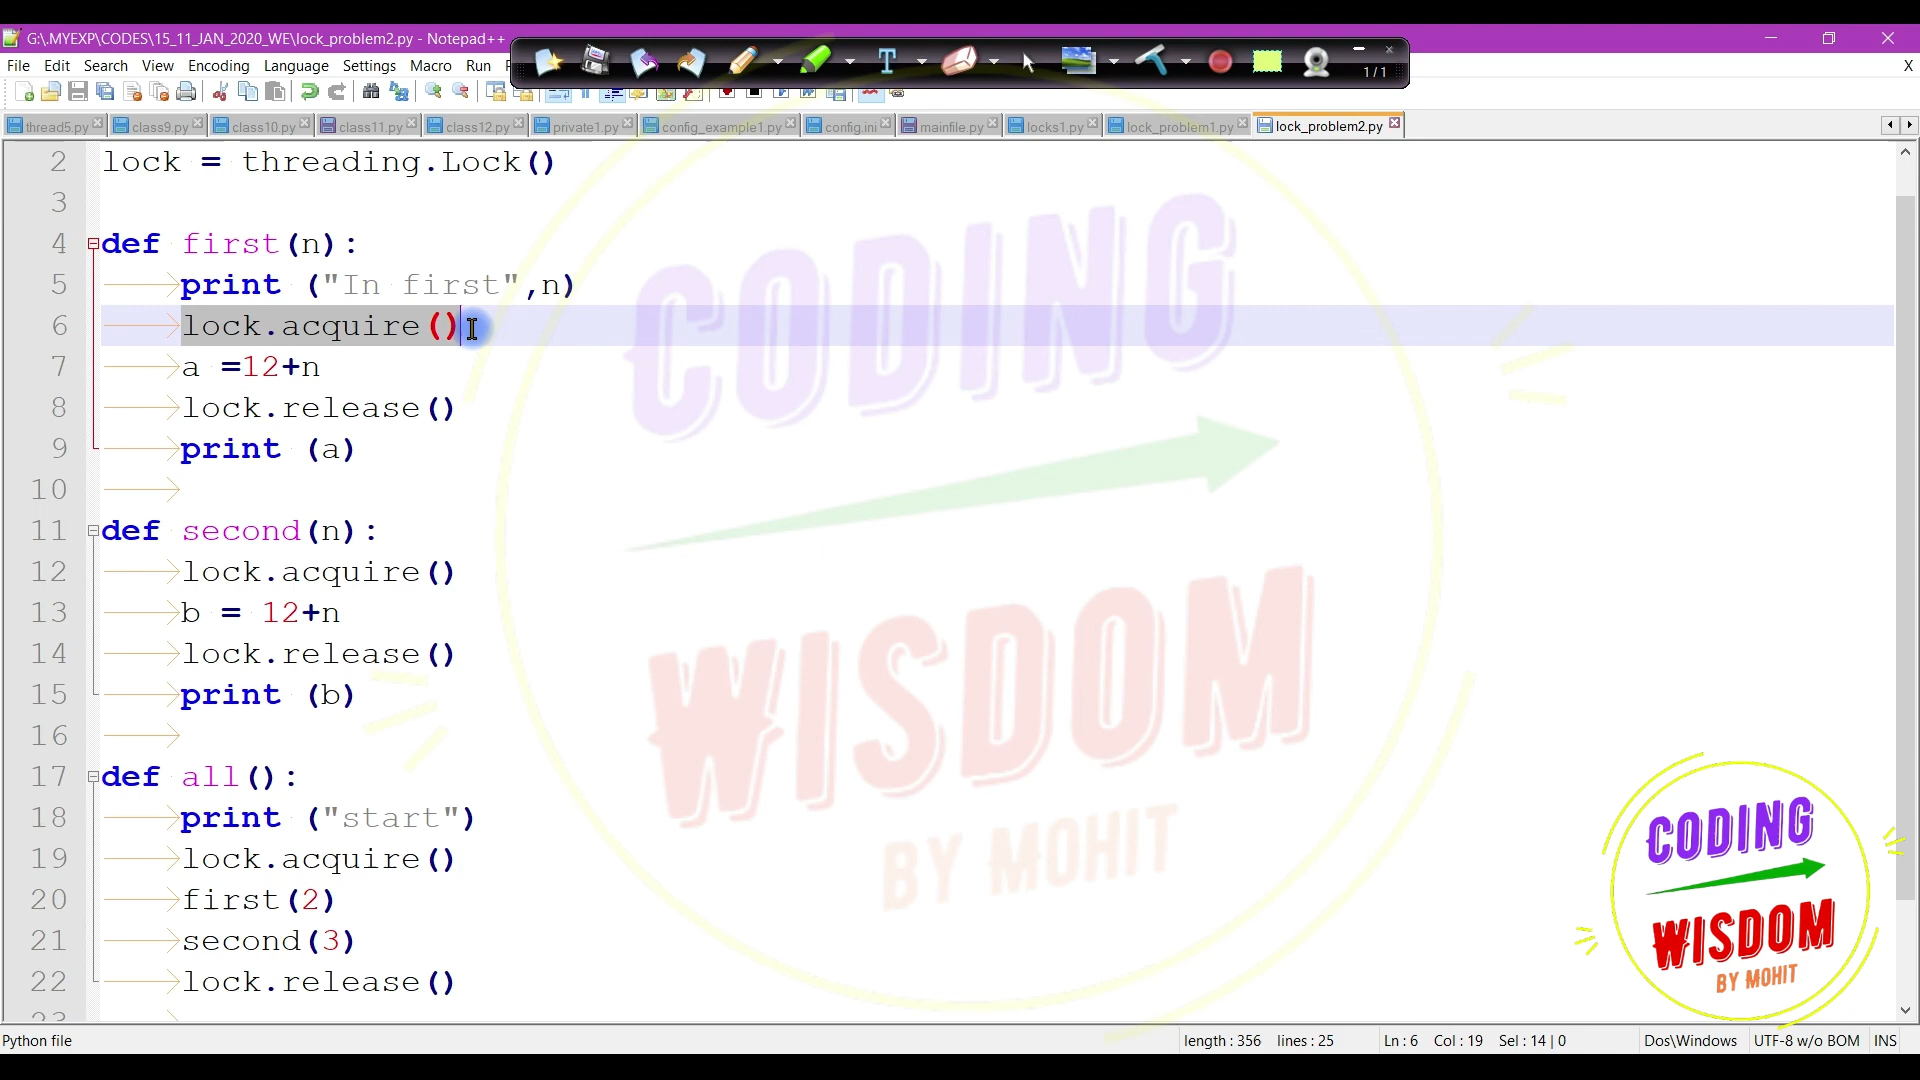 G:\.MYEXP\CODES\15_11_JAN_2020_WE\lock_problem2.py - Notepad++
File Edit Search View Encoding Language Settings Macro Run
1/1
X
thread5.py class9.py class10.py class11.py class12.py private1.py config_example1.py config.ini mainfile.py locks1.py lock_problem1.py lock_problem2.py
2 lock = threading.Lock()
3
4 def first(n):
5 print ("In first",n)
6 lock.acquire()
7 a =12+n
8 lock.release()
9 print (a)
10
11 def second(n):
12 lock.acquire()
13 b = 12+n
14 lock.release()
15 print (b)
16
17 def all():
18 print ("start")
19 lock.acquire()
20 first(2)
21 second(3)
22 lock.release()
23
CODING
WISDOM
BY MOHIT
CODING
WISDOM
BY MOHIT
Python file length : 356 lines : 25 Ln : 6 Col : 19 Sel : 14 | 0 Dos\Windows UTF-8 w/o BOM INS